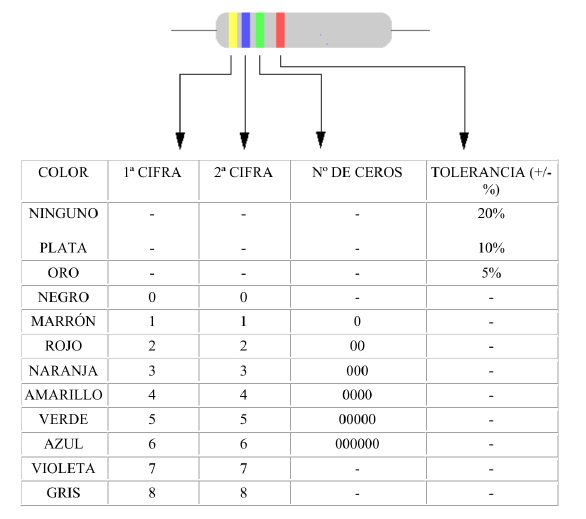 COLOR 1ª CIFRA 2ª CIFRA Nº DE CEROS TOLERANCIA (+/-
%)
NINGUNO - - - 20%
PLATA - - - 10%
ORO - - - 5%
NEGRO 0 0 - -
MARRÓN 1 1 0 -
ROJO 2 2 00 -
NARANJA 3 3 000 -
AMARILLO 4 4 0000 -
VERDE 5 5 00000 -
AZUL 6 6 000000 -
VIOLETA 7 7 - -
GRIS 8 8 - -